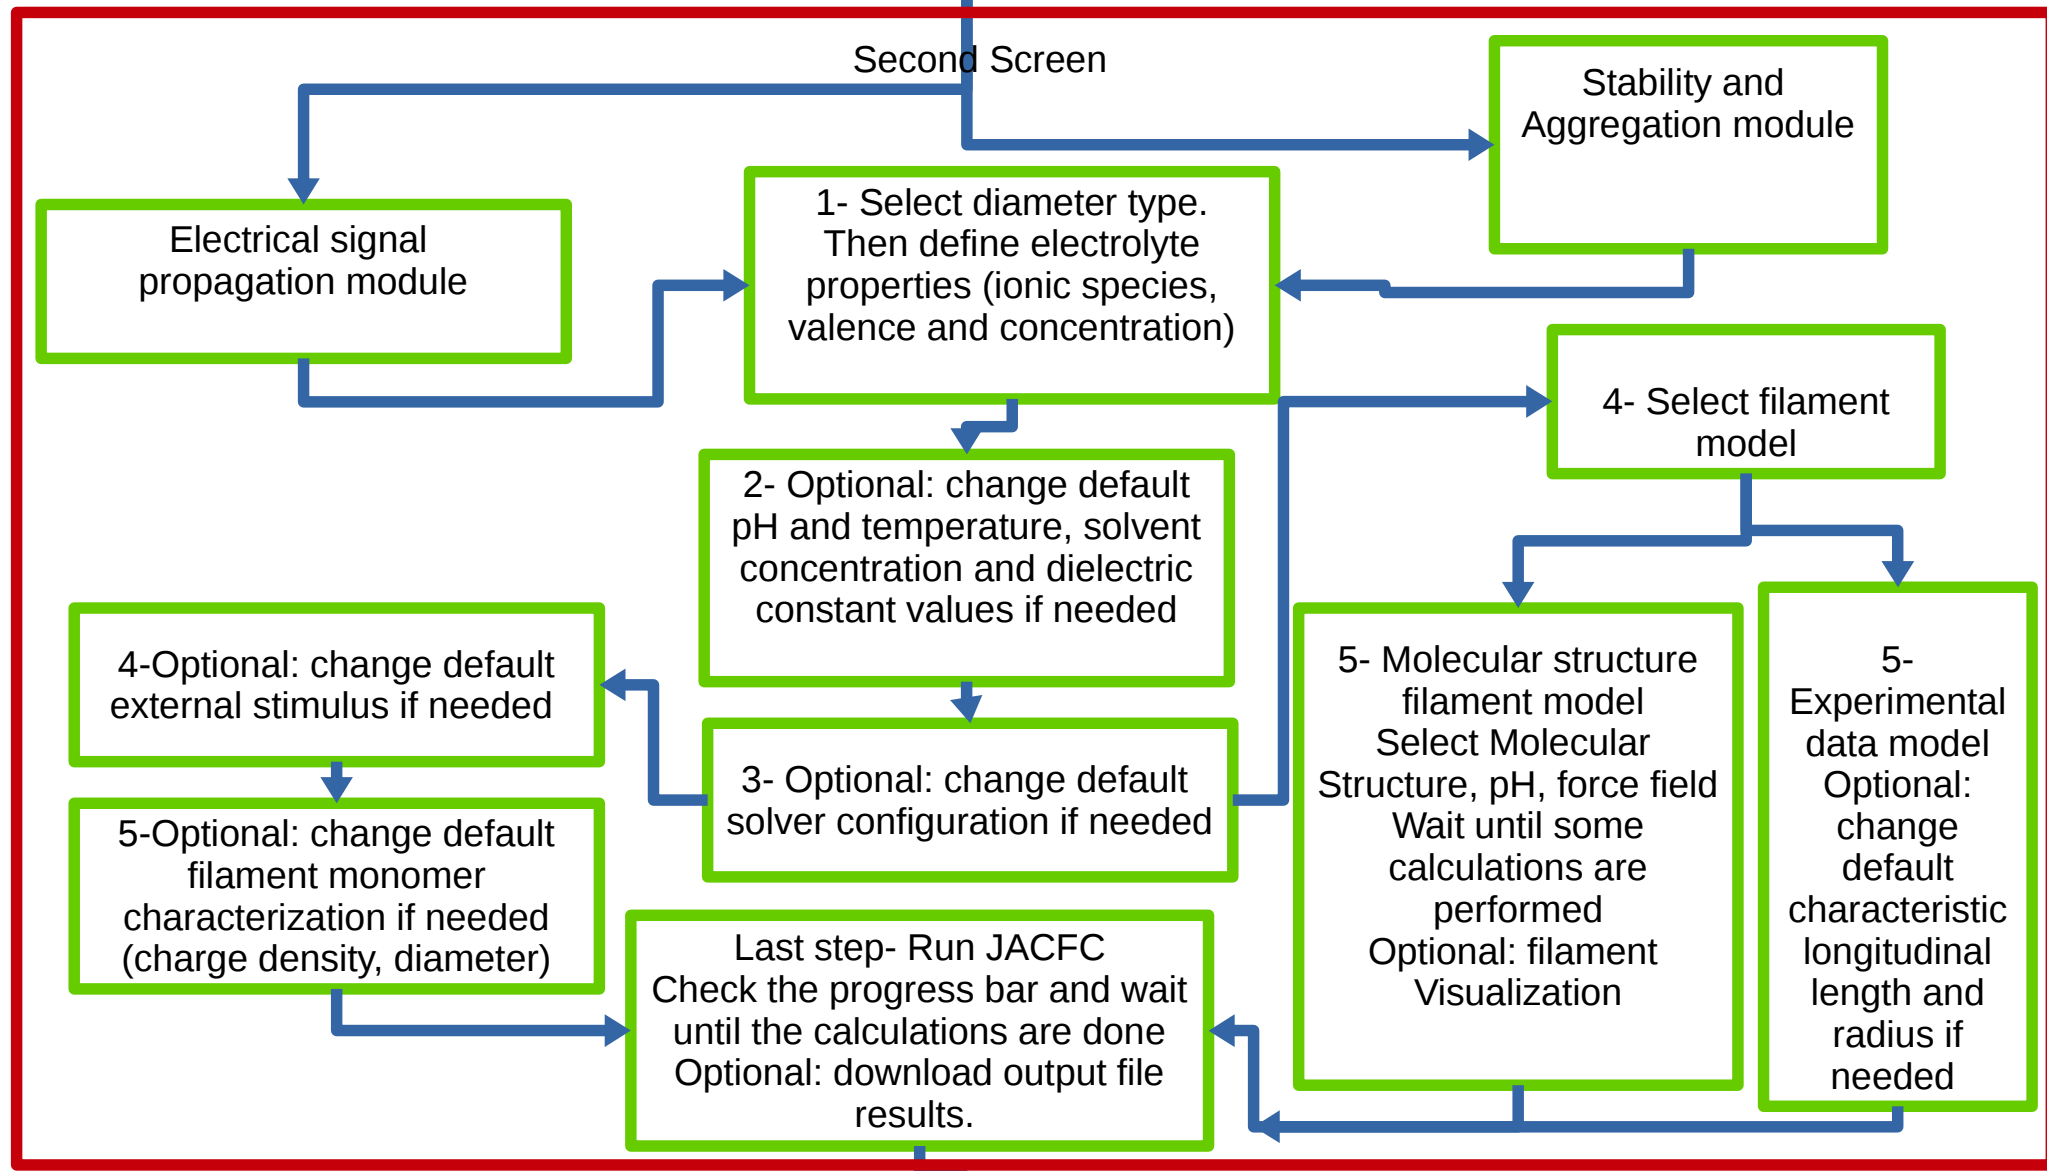 Second Screen
Stability and
Aggregation module
Electrical signal
propagation module
1- Select diameter type.
Then define electrolyte
properties (ionic species,
valence and concentration)
2- Optional: change default
pH and temperature, solvent
concentration and dielectric
constant values if needed
3- Optional: change default
solver configuration if needed
4-Optional: change default
external stimulus if needed
5-Optional: change default
filament monomer
characterization if needed
(charge density, diameter)
4- Select filament
model
5- Molecular structure
filament model
Select Molecular
Structure, pH, force field
Wait until some
calculations are
performed
Optional: filament
Visualization
5-
Experimental
data model
Optional:
change
default
characteristic
longitudinal
length and
radius if
needed
Last step- Run JACFC
Check the progress bar and wait
until the calculations are done
Optional: download output file
results.